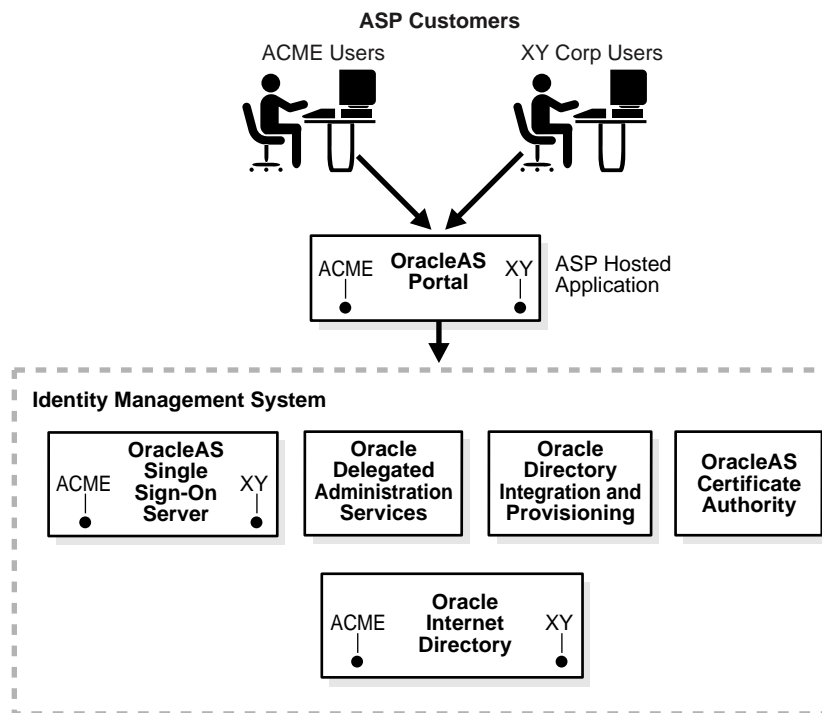 ASP Customers
ACME Users
XY Corp Users
ACME
OracleAS
Portal
XY
ASP Hosted
Application
Identity Management System
ACME
OracleAS
Single
Sign-On
Server
XY
Oracle
Delegated
Administration
Services
Oracle
Directory
Integration and
Provisioning
OracleAS
Certificate
Authority
ACME
Oracle
Internet
Directory
XY